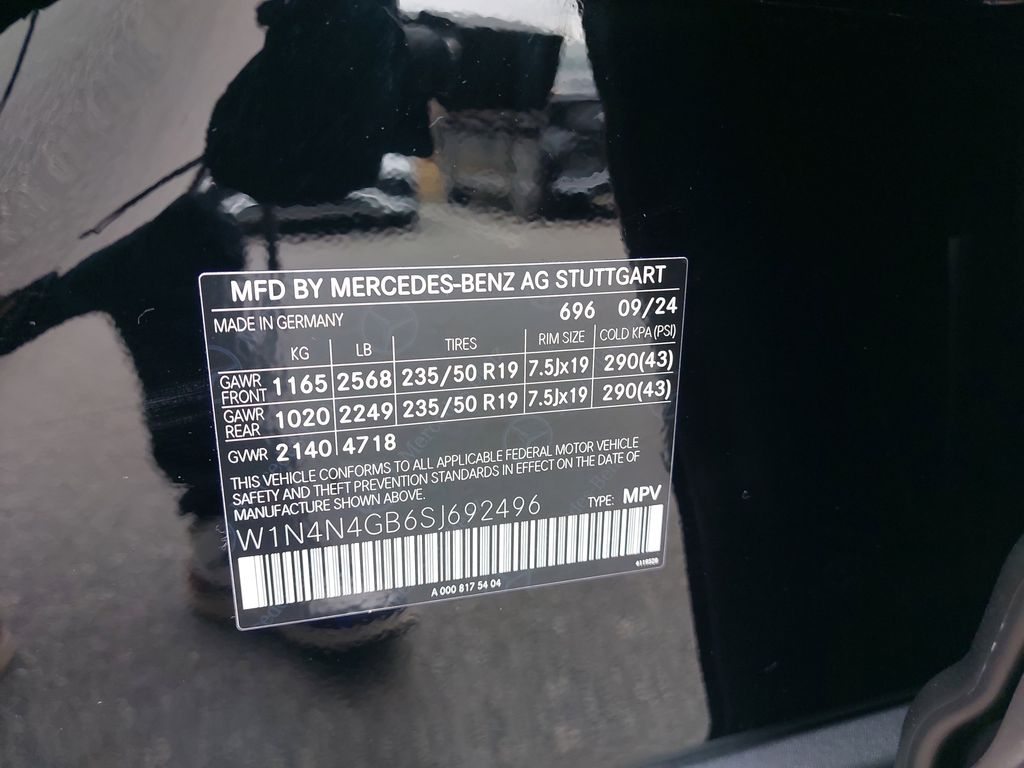 MFD BY MERCEDES-BENZ AG STUTTGART
MADE IN GERMANY 696 09/24
KG LB TIRES RIM SIZE COLD KPA (PSI)
GAWR FRONT 1165 2568 235/50 R19 7.5Jx19 290(43)
GAWR REAR 1020 2249 235/50 R19 7.5Jx19 290(43)
GVWR 2140 4718
THIS VEHICLE CONFORMS TO ALL APPLICABLE FEDERAL MOTOR VEHICLE
SAFETY AND THEFT PREVENTION STANDARDS IN EFFECT ON THE DATE OF
MANUFACTURE SHOWN ABOVE.
W1N4N4GB6SJ692496 TYPE: MPV
A 000 817 54 04